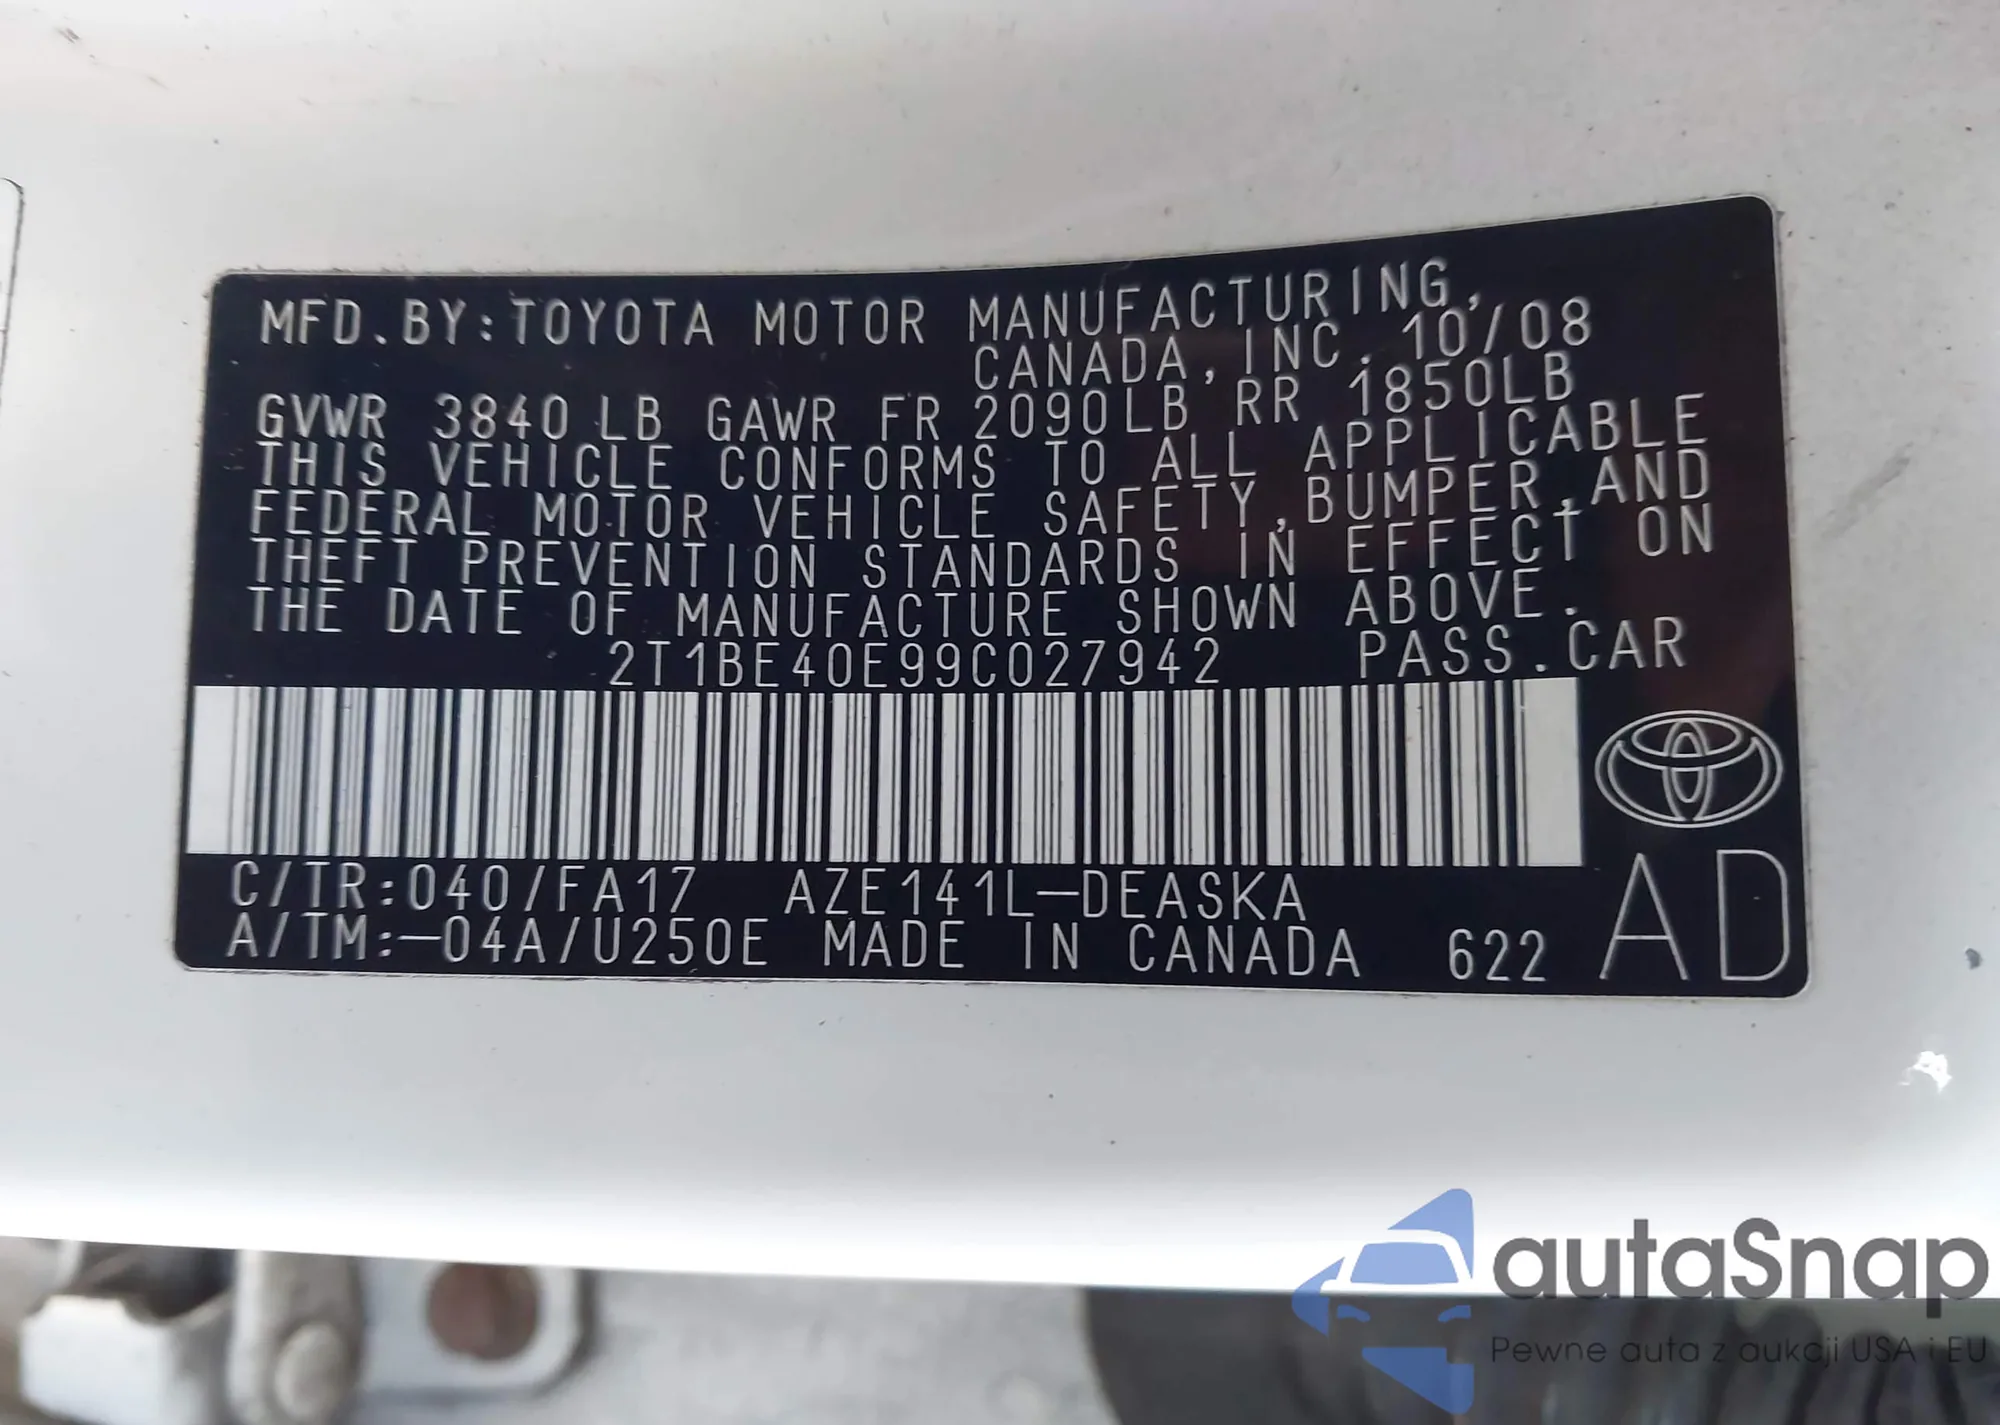 MFD.BY:TOYOTA MOTOR MANUFACTURING,
CANADA, INC. 10/08
GVWR 3840 LB GAWR FR 2090LB RR 1850LB
THIS VEHICLE CONFORMS TO ALL APPLICABLE
FEDERAL MOTOR VEHICLE SAFETY, BUMPER, AND
THEFT PREVENTION STANDARDS IN EFFECT ON
THE DATE OF MANUFACTURE SHOWN ABOVE.
2T1BE40E99C027942 PASS.CAR
C/TR:040/FA17 AZE141L-DEASKA
A/TM:-04A/U250E MADE IN CANADA 622
AD
autaSnap
Pewne auta z aukcji USA i EU